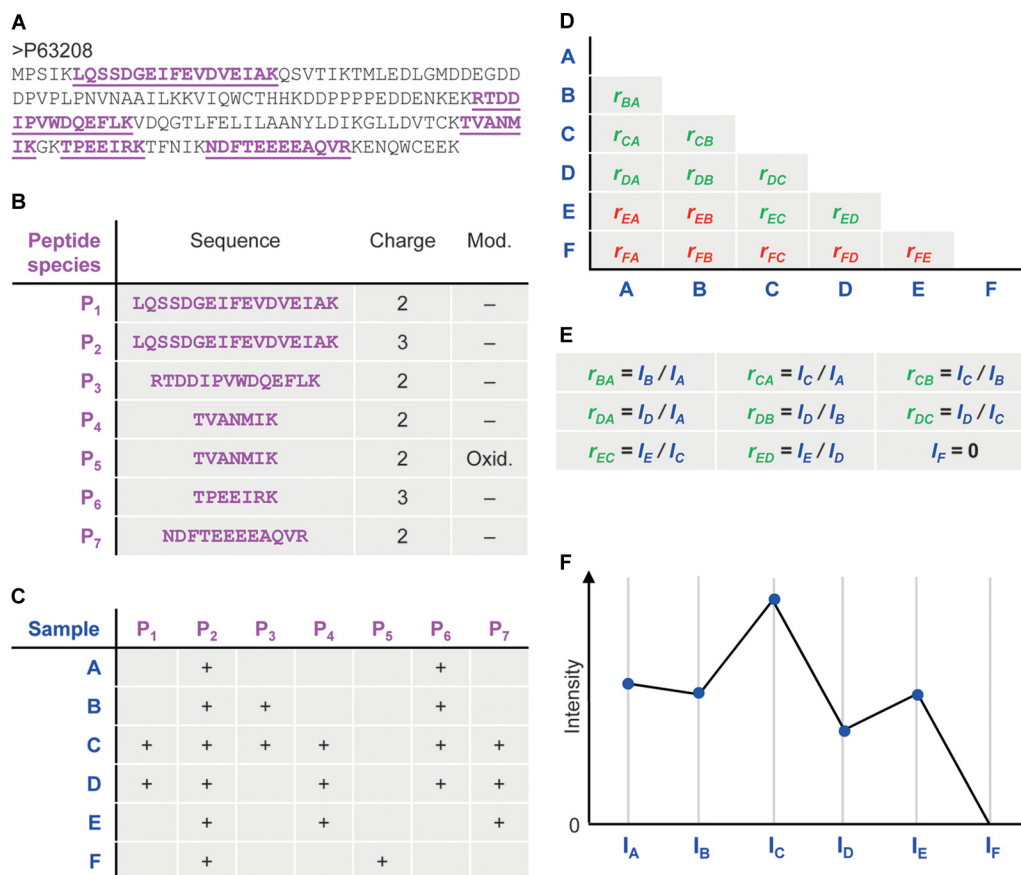 A
>P63208
MPSIKLQSSDGEIFEVDVEIAKQSVTIKTMLEDLGMDDEGDD
DPVPLPNVNAAILKKVIQWCTHHKDDPPPPEDDENKEKRTDD
IPVWDQEFLKVDQGTLFELILAANYLDIKGLLDVTCKTVANM
IKGKTPEEIRKTFNIKNDFTEEEEAQVRKENQWCEEK
B
Peptide species Sequence Charge Mod.
P1 LQSSDGEIFEVDVEIAK 2 –
P2 LQSSDGEIFEVDVEIAK 3 –
P3 RTDDIPVWDQEFLK 2 –
P4 TVANMIK 2 –
P5 TVANMIK 2 Oxid.
P6 TPEEIRK 3 –
P7 NDFTEEEEAQVR 2 –
C
Sample P1 P2 P3 P4 P5 P6 P7
A + +
B + + +
C + + + + + +
D + + + + +
E + + +
F + +
D
A
B rBA
C rCA rCB
D rDA rDB rDC
E rEA rEB rEC rED
F rFA rFB rFC rFD rFE
A B C D E F
E
rBA = IB / IA rCA = IC / IA rCB = IC / IB
rDA = ID / IA rDB = ID / IB rDC = ID / IC
rEC = IE / IC rED = IE / ID IF = 0
F
Intensity
0
IA IB IC ID IE IF